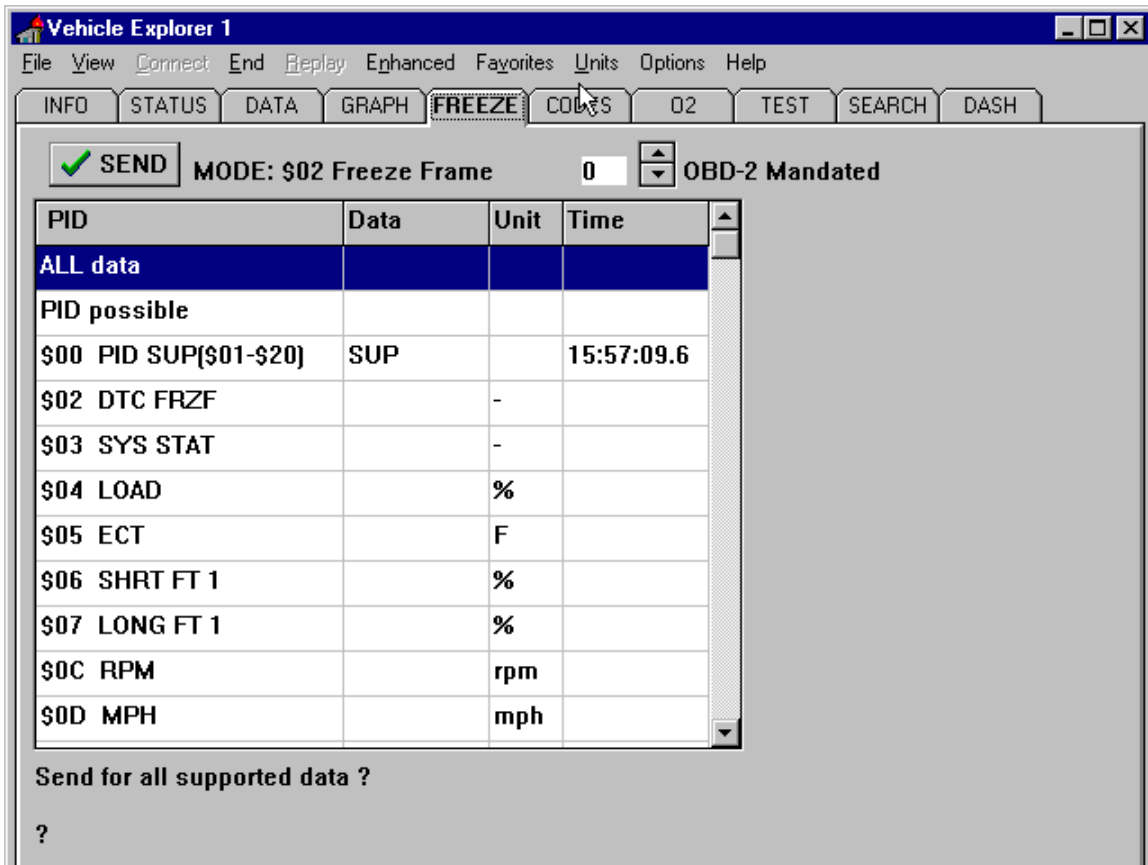 Vehicle Explorer 1
File View Connect End Replay Enhanced Favorites Units Options Help
INFO STATUS DATA GRAPH FREEZE CODES O2 TEST SEARCH DASH
SEND MODE: $02 Freeze Frame 0 OBD-2 Mandated
PID Data Unit Time
ALL data
PID possible
$00 PID SUP($01-$20) SUP 15:57:09.6
$02 DTC FRZF -
$03 SYS STAT -
$04 LOAD %
$05 ECT F
$06 SHRT FT 1 %
$07 LONG FT 1 %
$0C RPM rpm
$0D MPH mph
Send for all supported data ?
?